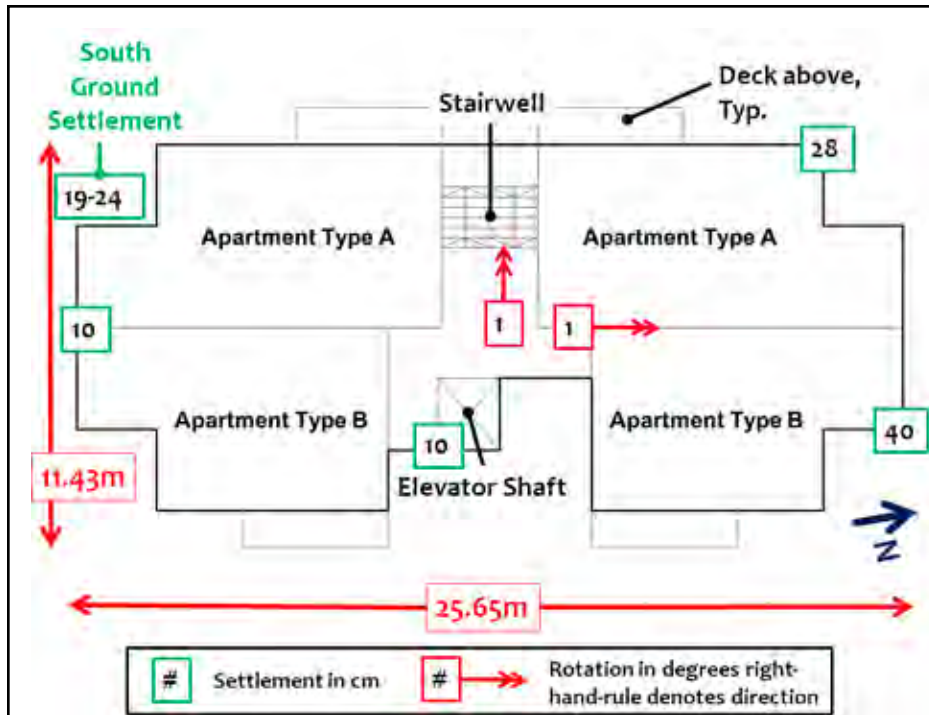 South
Ground
Settlement
Stairwell
Deck above,
Typ.
28
19-24
Apartment Type A
Apartment Type A
10
1
1
Apartment Type B
Apartment Type B
10
40
11.43m
Elevator Shaft
N
25.65m
# Settlement in cm
# Rotation in degrees right-
hand-rule denotes direction